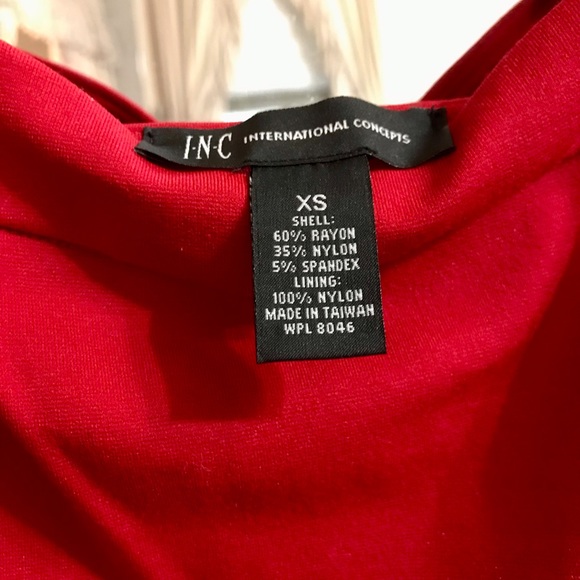 I·N·C INTERNATIONAL CONCEPTS
XS
SHELL:
60% RAYON
35% NYLON
5% SPANDEX
LINING:
100% NYLON
MADE IN TAIWAN
WPL 8046